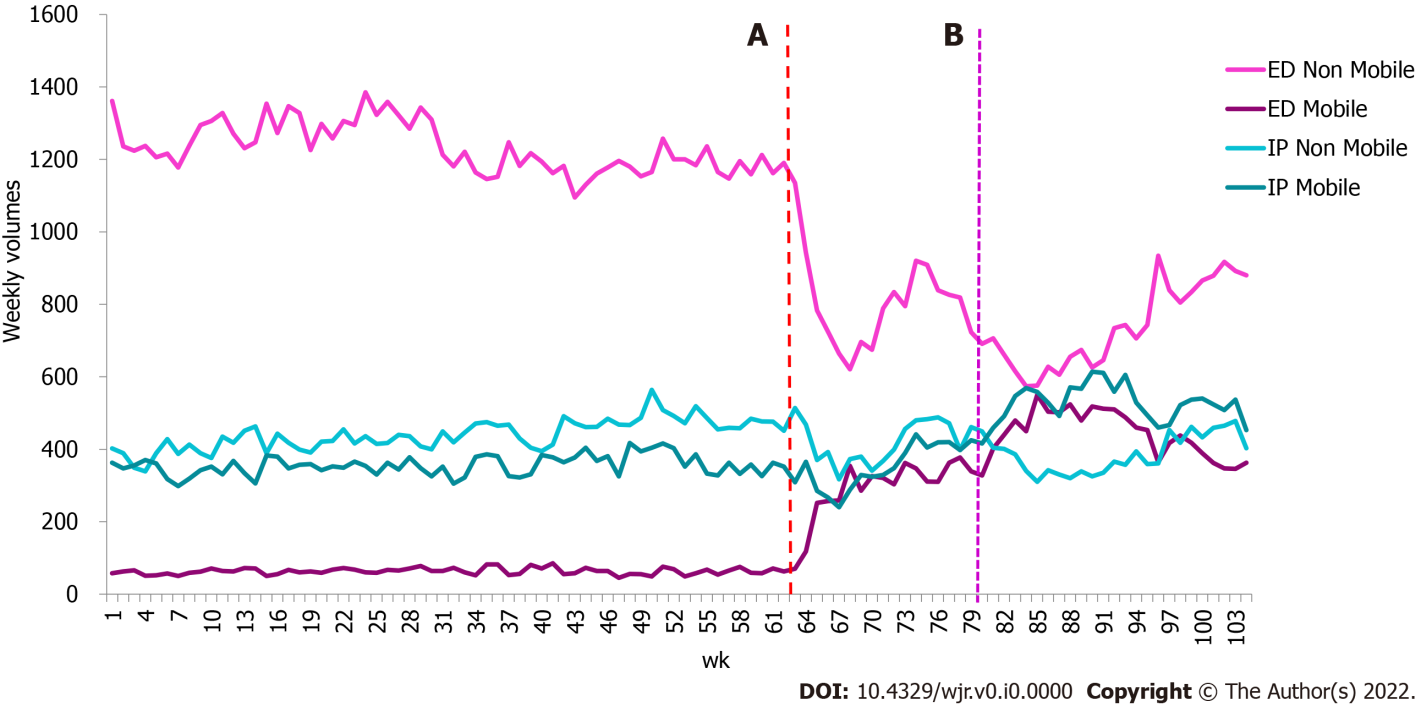 1600
1400
1200
1000
800
600
400
200
0
Weekly volumes
A
B
ED Non Mobile
ED Mobile
IP Non Mobile
IP Mobile
1 4 7 10 13 16 19 22 25 28 31 34 37 40 43 46 49 52 55 58 61 64 67 70 73 76 79 82 85 88 91 94 97 100 103
wk
DOI: 10.4329/wjr.v0.i0.0000 Copyright © The Author(s) 2022.